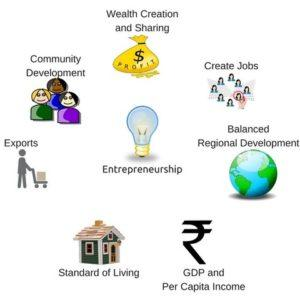 Wealth Creation
and Sharing
$
PROFIT
Community
Development
Create Jobs
Exports
Entrepreneurship
Balanced
Regional Development
₹
Standard of Living
GDP and
Per Capita Income